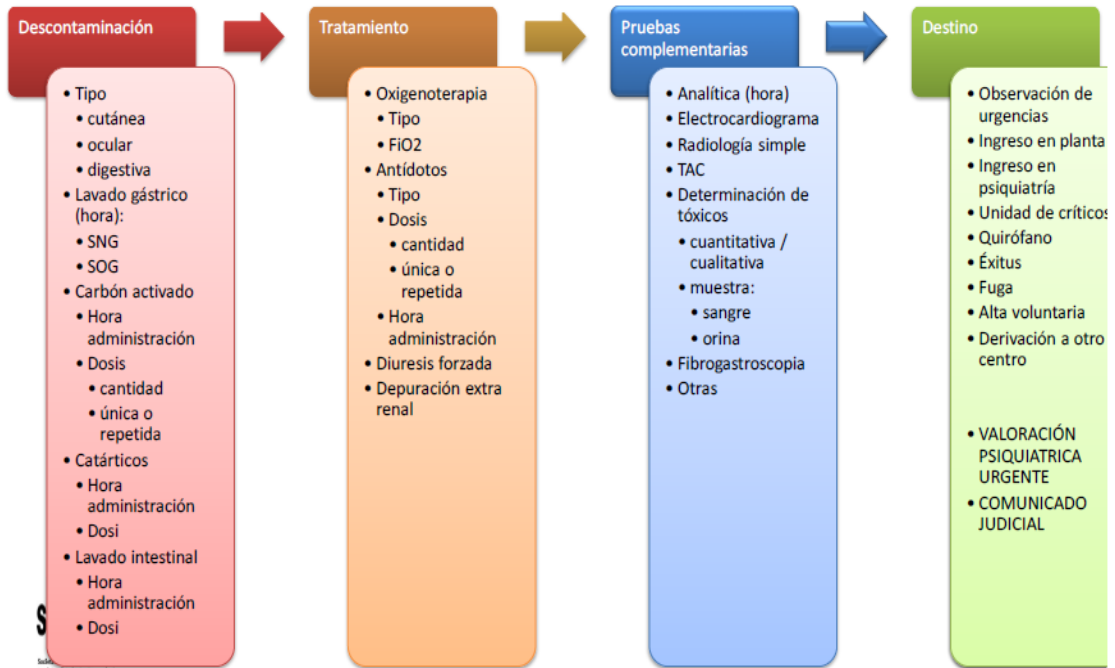 Descontaminación
• Tipo
• cutánea
• ocular
• digestiva
• Lavado gástrico
(hora):
• SNG
• SOG
• Carbón activado
• Hora
administración
• Dosis
• cantidad
• única o
repetida
• Catárticos
• Hora
administración
• Dosi
• Lavado intestinal
• Hora
administración
• Dosi
Tratamiento
• Oxigenoterapia
• Tipo
• FiO2
• Antídotos
• Tipo
• Dosis
• cantidad
• única o
repetida
• Hora
administración
• Diuresis forzada
• Depuración extra
renal
Pruebas
complementarias
• Analítica (hora)
• Electrocardiograma
• Radiología simple
• TAC
• Determinación de
tóxicos
• cuantitativa /
cualitativa
• muestra:
• sangre
• orina
• Fibrogastroscopia
• Otras
Destino
• Observación de
urgencias
• Ingreso en planta
• Ingreso en
psiquiatría
• Unidad de críticos
• Quirófano
• Éxitus
• Fuga
• Alta voluntaria
• Derivación a otro
centro
• VALORACIÓN
PSIQUIATRICA
URGENTE
• COMUNICADO
JUDICIAL